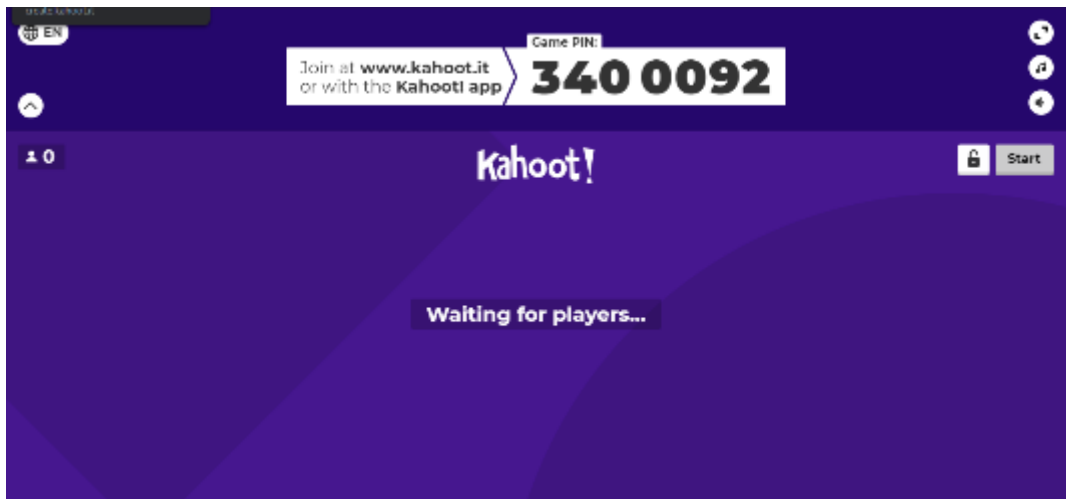 EN
Game PIN:
Join at www.kahoot.it
or with the Kahoot! app
340 0092
0
Kahoot!
Start
Waiting for players...